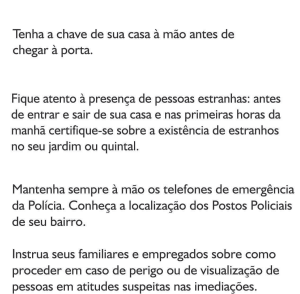 Tenha a chave de sua casa à mão antes de
chegar à porta.
Fique atento à presença de pessoas estranhas: antes
de entrar e sair de sua casa e nas primeiras horas da
manhã certifique-se sobre a existência de estranhos
no seu jardim ou quintal.
Mantenha sempre à mão os telefones de emergência
da Polícia. Conheça a localização dos Postos Policiais
de seu bairro.
Instrua seus familiares e empregados sobre como
proceder em caso de perigo ou de visualização de
pessoas em atitudes suspeitas nas imediações.